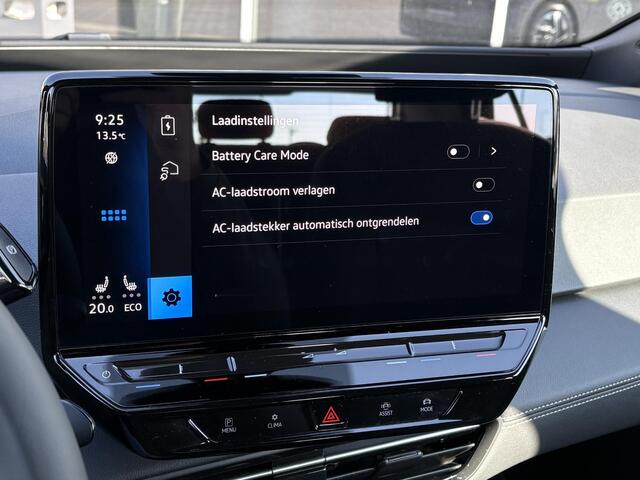 9:25
13.5°C
Laadinstellingen
Battery Care Mode
AC-laadstroom verlagen
AC-laadstekker automatisch ontgrendelen
20.0 ECO
P
MENU
CLIMA
ASSIST
MODE